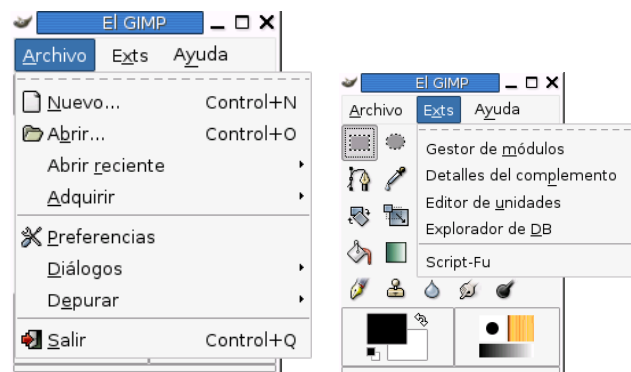 El GIMP
Archivo Exts Ayuda
Nuevo... Control+N
Abrir... Control+O
Abrir reciente
Adquirir
Preferencias
Diálogos
Depurar
Salir Control+Q
El GIMP
Archivo Exts Ayuda
Gestor de módulos
Detalles del complemento
Editor de unidades
Explorador de DB
Script-Fu